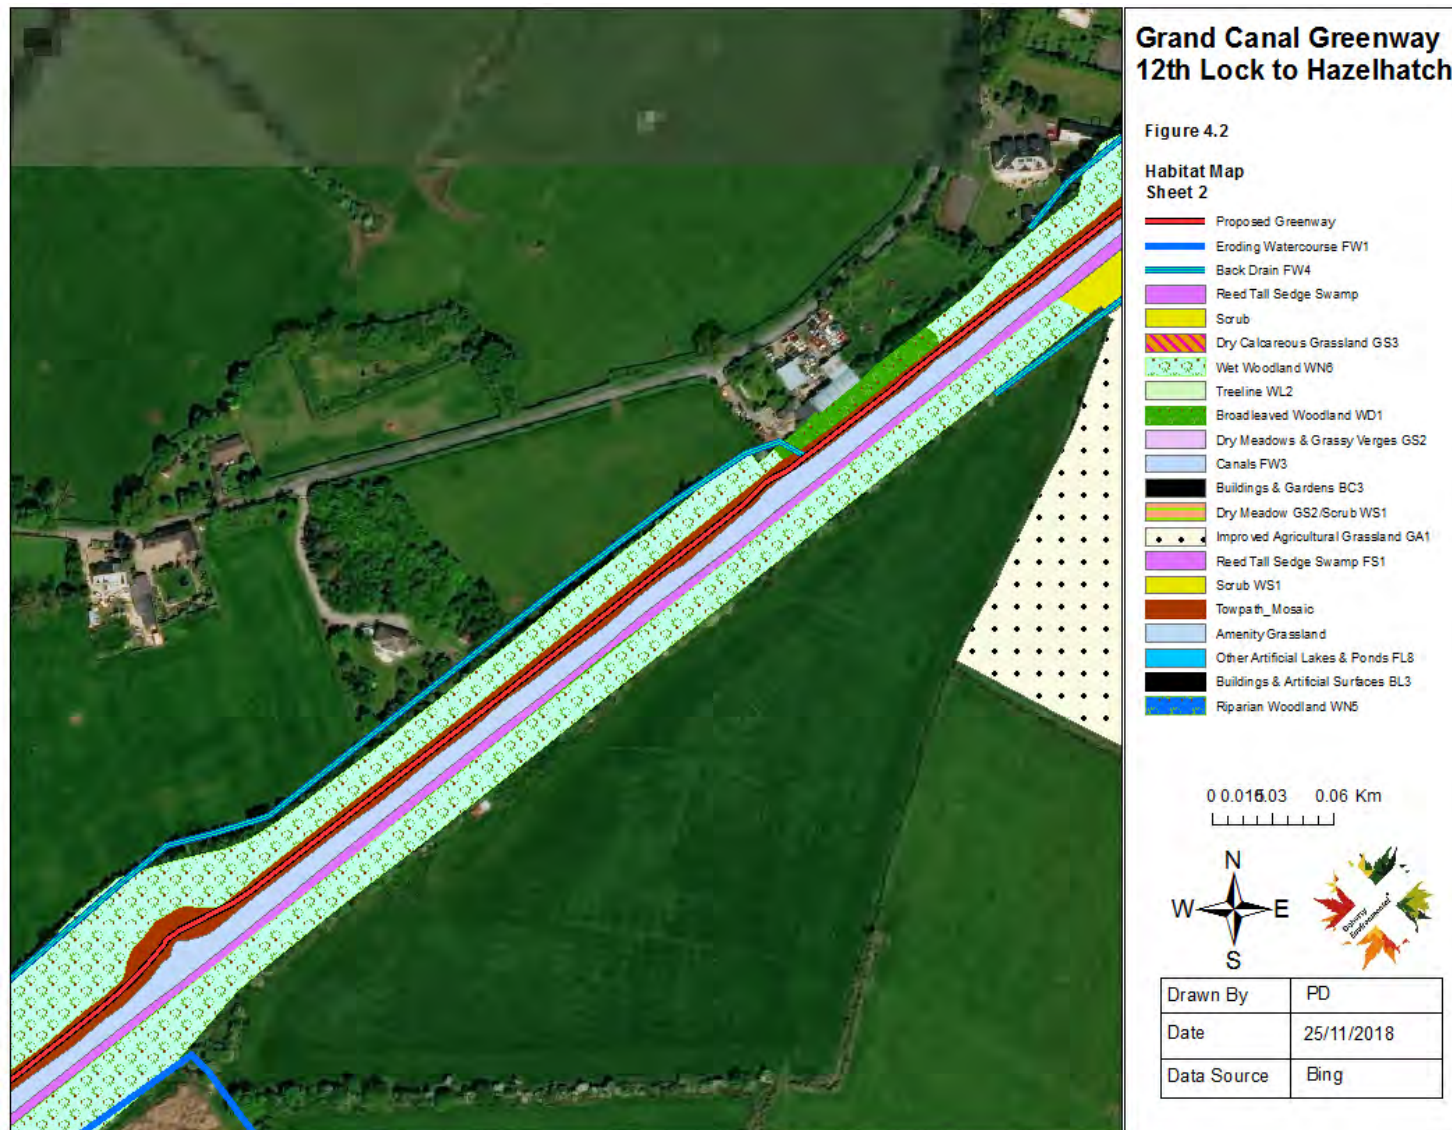 Grand Canal Greenway
12th Lock to Hazelhatch
Figure 4.2
Habitat Map
Sheet 2
Proposed Greenway
Eroding Watercourse FW1
Back Drain FW4
Reed Tall Sedge Swamp
Scrub
Dry Calcareous Grassland GS3
Wet Woodland WN6
Treeline WL2
Broadleaved Woodland WD1
Dry Meadows & Grassy Verges GS2
Canals FW3
Buildings & Gardens BC3
Dry Meadow GS2/Scrub WS1
Improved Agricultural Grassland GA1
Reed Tall Sedge Swamp FS1
Scrub WS1
Towpath_Mosaic
Amenity Grassland
Other Artificial Lakes & Ponds FL8
Buildings & Artificial Surfaces BL3
Riparian Woodland WN5
0 0.015 0.03 0.06 Km
N
W E
S
Doherty
Environmental
Drawn By PD
Date 25/11/2018
Data Source Bing